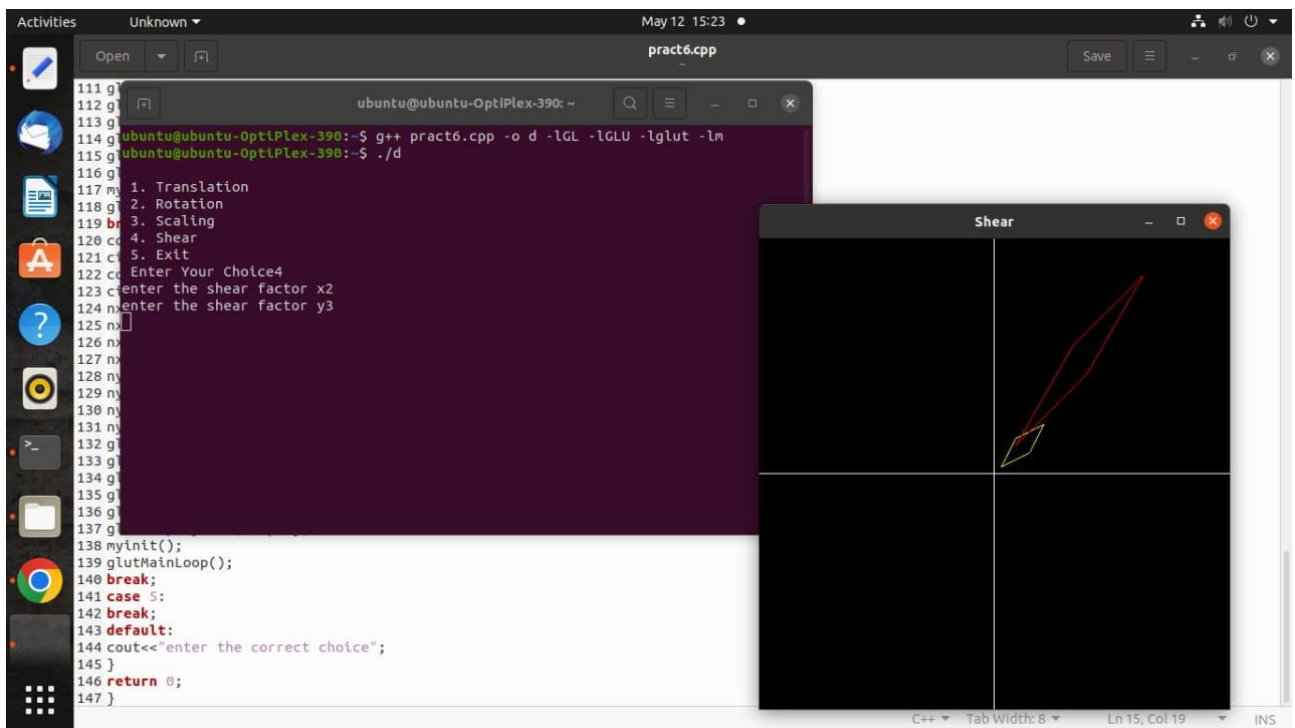 Activities Unknown May 12 15:23
Open pract6.cpp Save
ubuntu@ubuntu-OptiPlex-390: ~
ubuntu@ubuntu-OptiPlex-390:~$ g++ pract6.cpp -o d -lGL -lGLU -lglut -lm
ubuntu@ubuntu-OptiPlex-390:~$ ./d
1. Translation
2. Rotation
3. Scaling
4. Shear
5. Exit
Enter Your Choice4
enter the shear factor x2
enter the shear factor y3
Shear
111 gl
112 gl
113 gl
114 g
115 g
116 gl
117 my
118 gl
119 br
120 co
121 ci
122 co
123 ci
124 nx
125 nx
126 nx
127 nx
128 ny
129 ny
130 ny
131 ny
132 gl
133 gl
134 gl
135 gl
136 gl
137 gl
138 myinit();
139 glutMainLoop();
140 break;
141 case 5:
142 break;
143 default:
144 cout<<"enter the correct choice";
145 }
146 return 0;
147 }
C++ Tab Width: 8 Ln 15, Col 19 INS